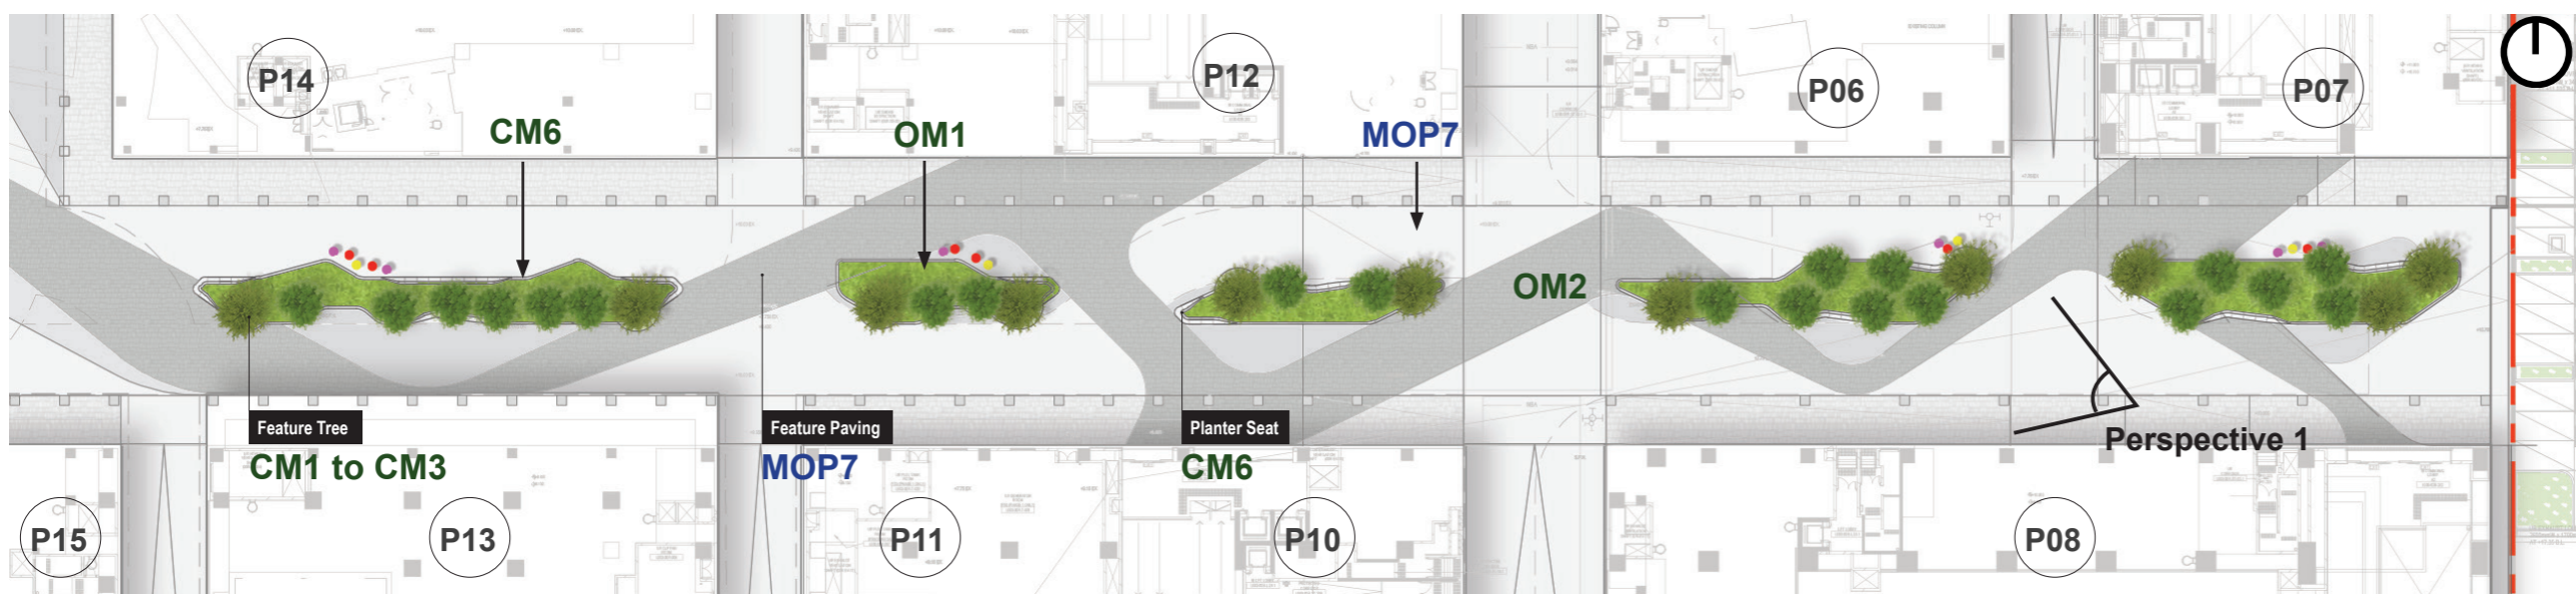 P14
P12
P06
P07
CM6
OM1
MOP7
OM2
Feature Tree
CM1 to CM3
Feature Paving
MOP7
Planter Seat
CM6
Perspective 1
P15
P13
P11
P10
P08